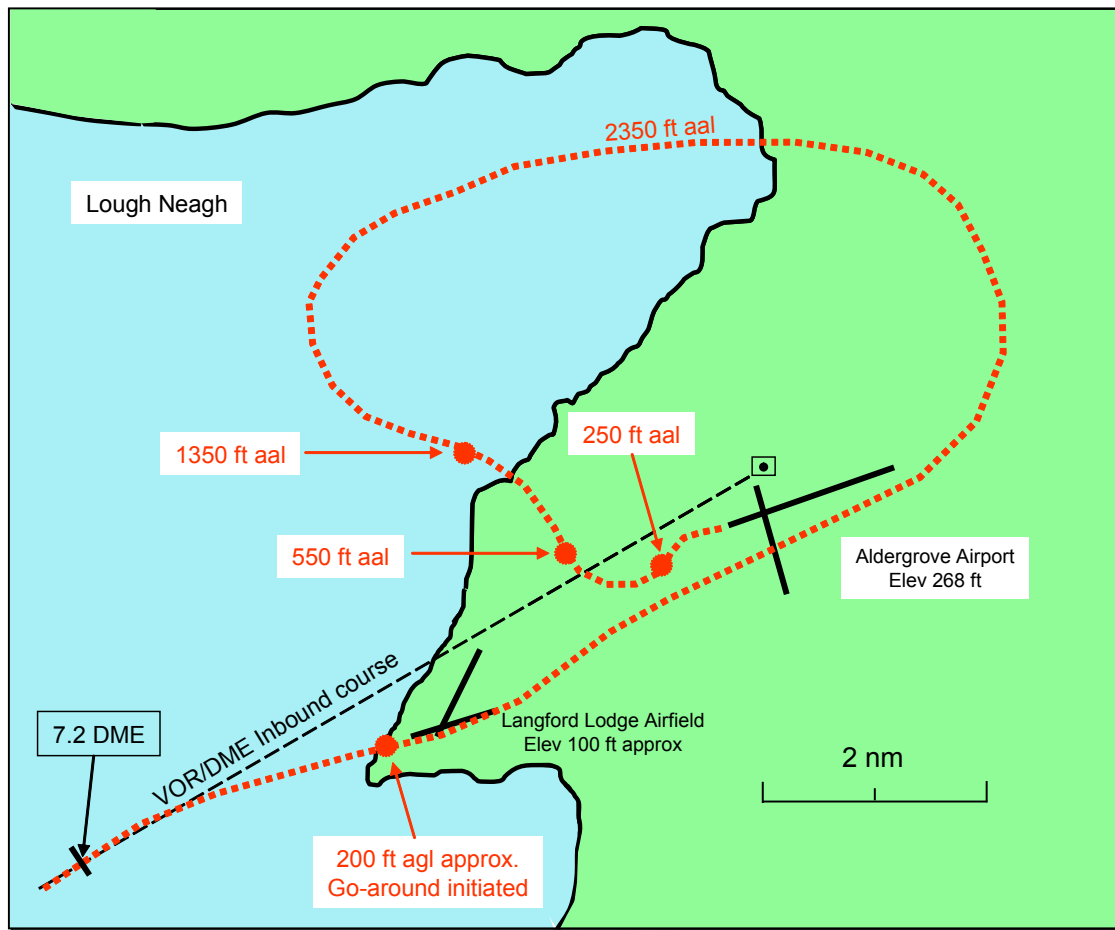 2350 ft aal
Lough Neagh
1350 ft aal
250 ft aal
550 ft aal
Aldergrove Airport
Elev 268 ft
VOR/DME Inbound course
7.2 DME
Langford Lodge Airfield
Elev 100 ft approx
2 nm
200 ft agl approx.
Go-around initiated